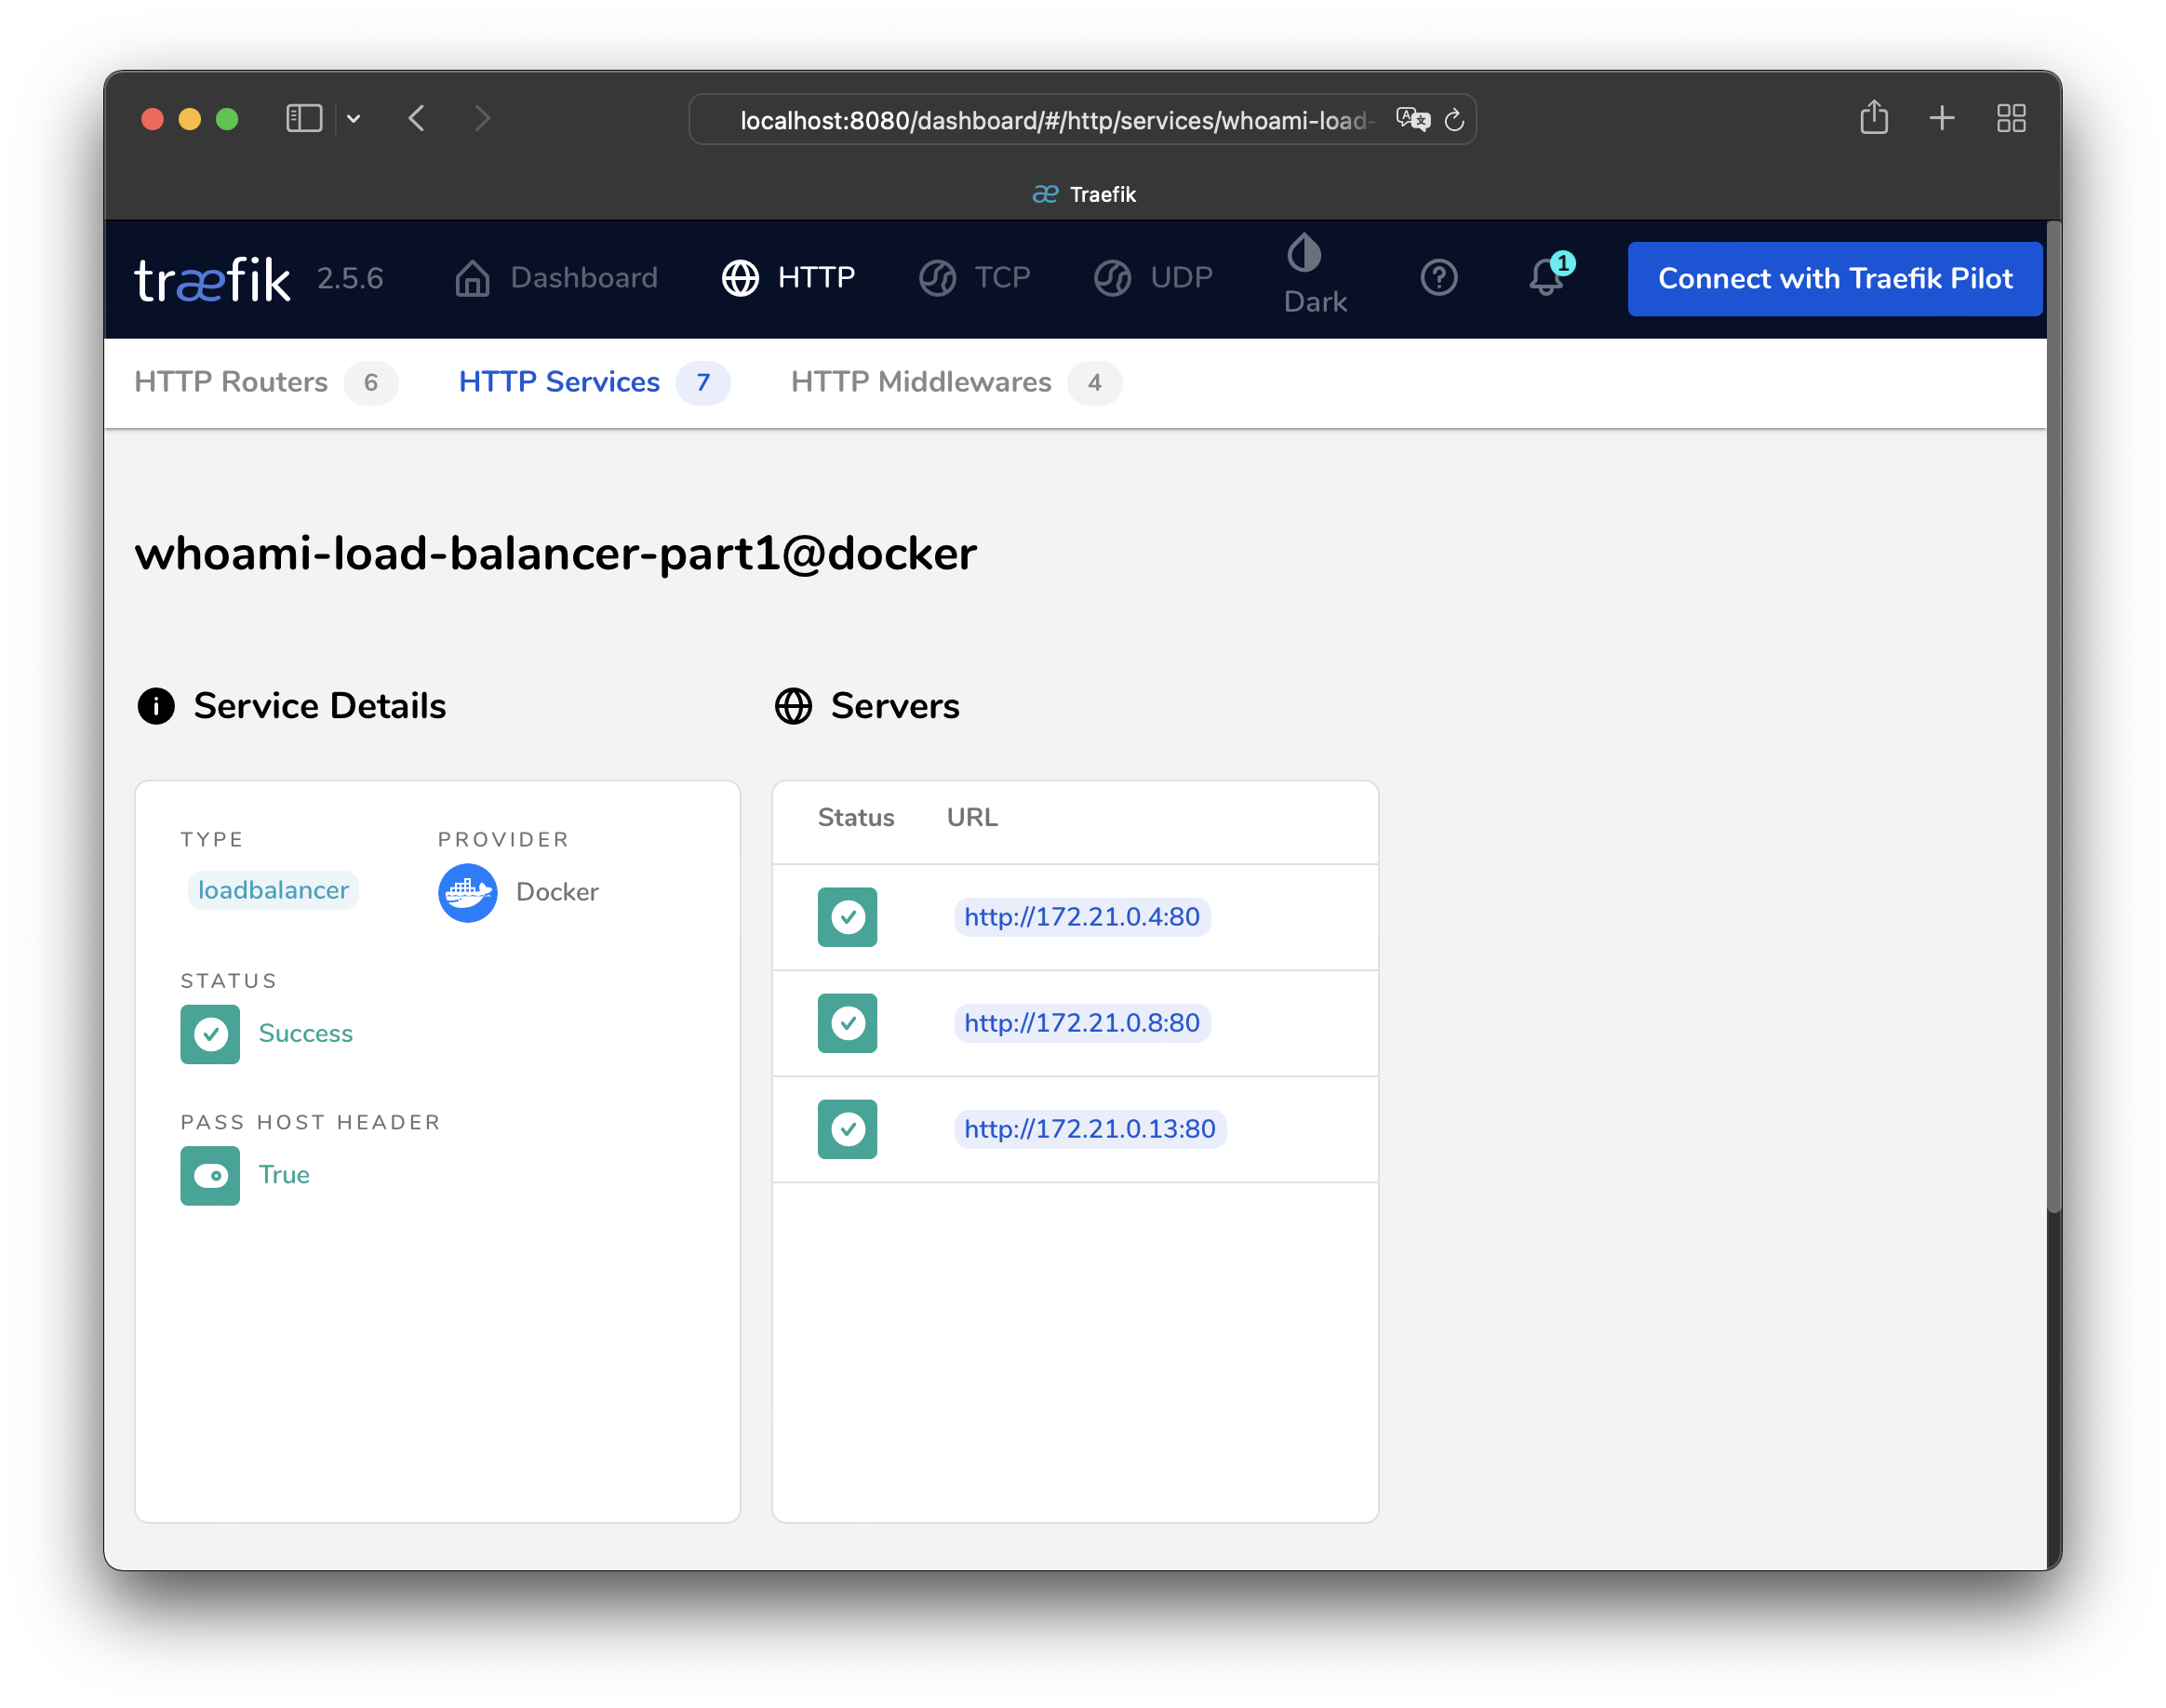 localhost:8080/dashboard/#/http/services/whoami-load-
Traefik
træfik 2.5.6 Dashboard HTTP TCP UDP Dark 1 Connect with Traefik Pilot
HTTP Routers 6 HTTP Services 7 HTTP Middlewares 4
whoami-load-balancer-part1@docker
Service Details
TYPE PROVIDER
loadbalancer Docker
STATUS
Success
PASS HOST HEADER
True
Servers
Status URL
http://172.21.0.4:80
http://172.21.0.8:80
http://172.21.0.13:80